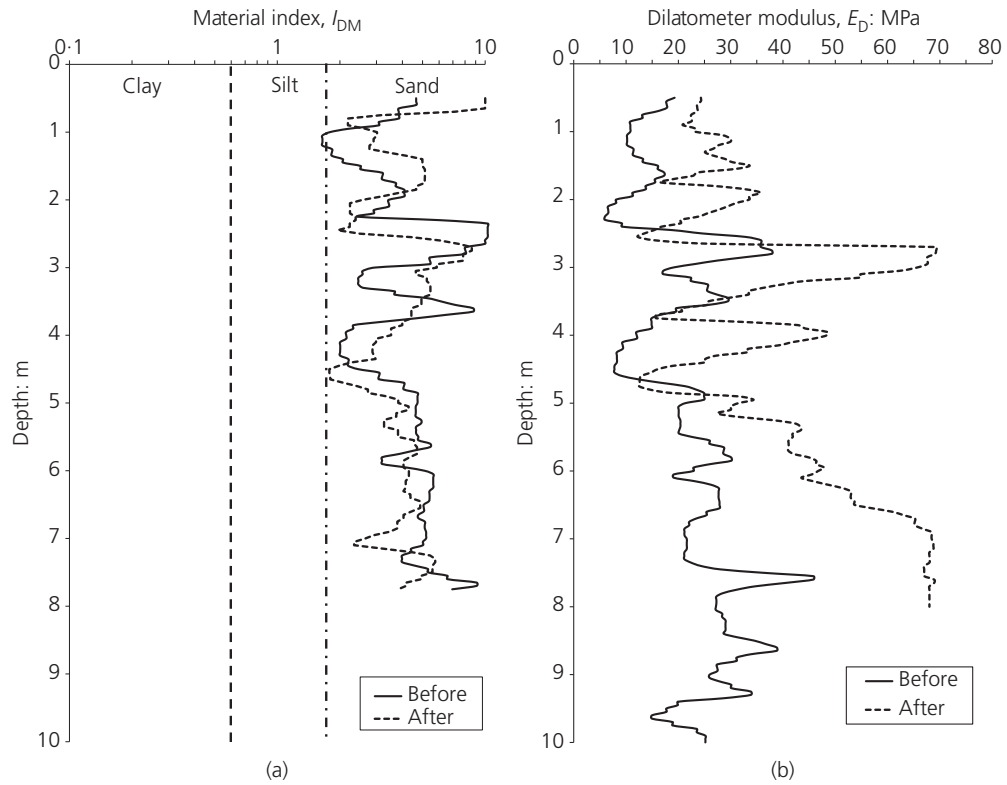 Material index, I_DM
0·1 1 10
0
Clay Silt Sand
1
2
3
4
5
6
7
8
9
10
Depth: m
Before
After
(a)
Dilatometer modulus, E_D: MPa
0 10 20 30 40 50 60 70 80
0
1
2
3
4
5
6
7
8
9
10
Depth: m
Before
After
(b)